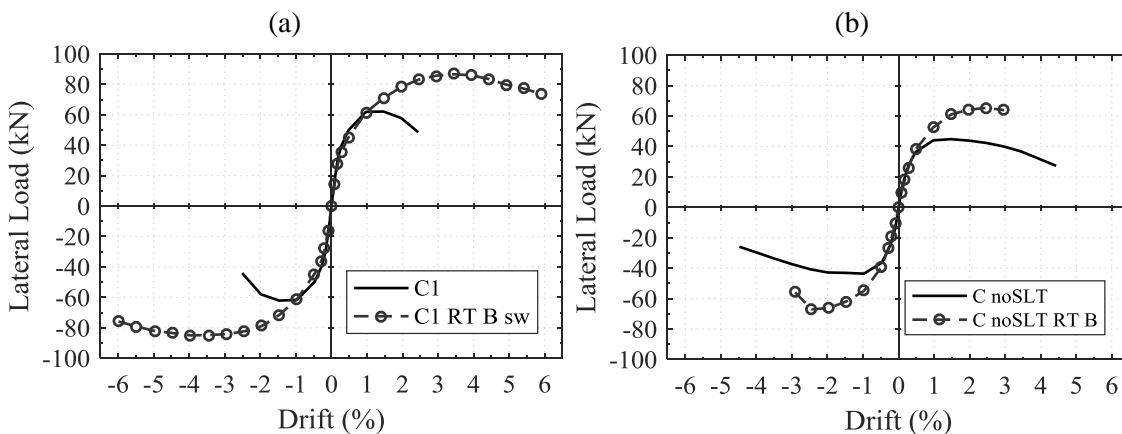 (a)
Lateral Load (kN)
100
80
60
40
20
0
-20
-40
-60
-80
-100
C1
C1 RT B sw
-6 -5 -4 -3 -2 -1 0 1 2 3 4 5 6
Drift (%)
(b)
Lateral Load (kN)
100
80
60
40
20
0
-20
-40
-60
-80
-100
C noSLT
C noSLT RT B
-6 -5 -4 -3 -2 -1 0 1 2 3 4 5 6
Drift (%)